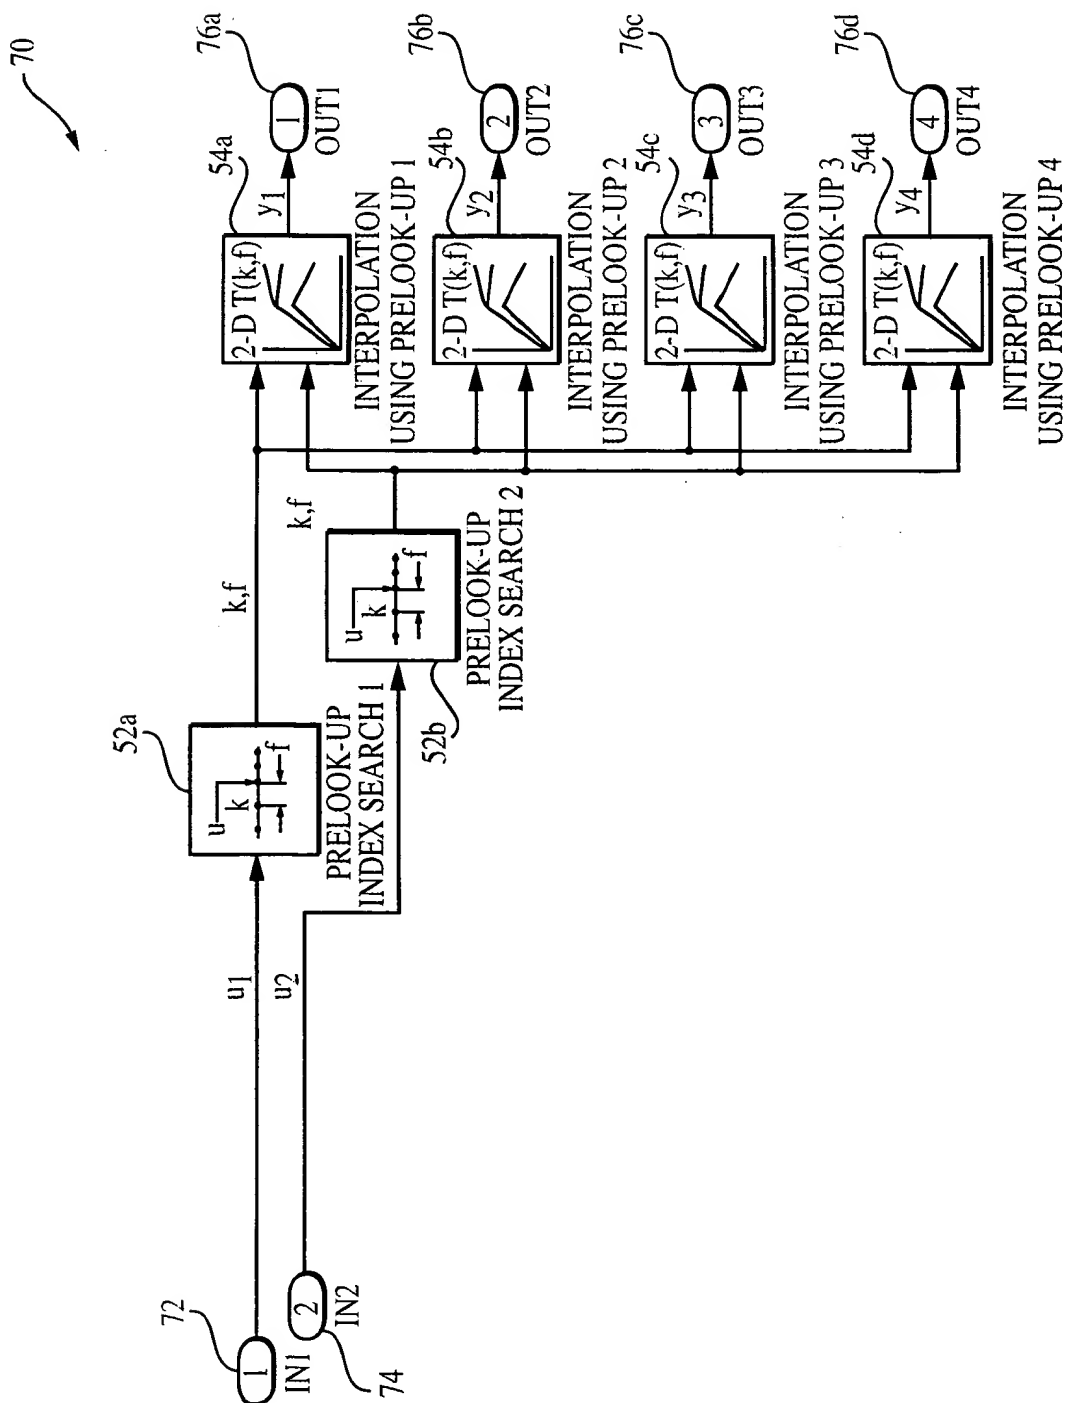 70
72
1
IN1
74
2
IN2
u1
u2
52a
u
k
f
PRELOOK-UP
INDEX SEARCH 1
k,f
52b
u
k
f
PRELOOK-UP
INDEX SEARCH 2
k,f
54a
2-D T(k,f)
INTERPOLATION
USING PRELOOK-UP 1
y1
76a
1
OUT1
54b
2-D T(k,f)
INTERPOLATION
USING PRELOOK-UP 2
y2
76b
2
OUT2
54c
2-D T(k,f)
INTERPOLATION
USING PRELOOK-UP 3
y3
76c
3
OUT3
54d
2-D T(k,f)
INTERPOLATION
USING PRELOOK-UP 4
y4
76d
4
OUT4